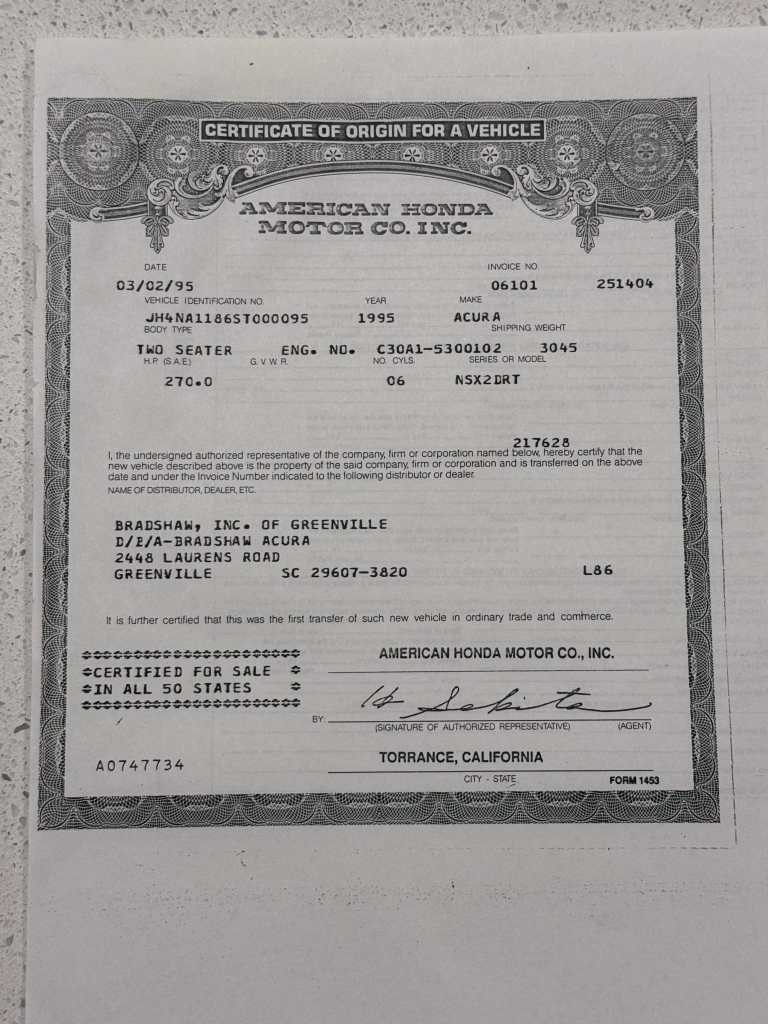 CERTIFICATE OF ORIGIN FOR A VEHICLE
AMERICAN HONDA
MOTOR CO. INC.
DATE INVOICE NO.
03/02/95 06101 251404
VEHICLE IDENTIFICATION NO. YEAR MAKE
JH4NA1186ST000095 1995 ACURA
BODY TYPE SHIPPING WEIGHT
TWO SEATER ENG. NO. C30A1-5300102 3045
H.P. (S.A.E.) G.V.W.R. NO. CYLS. SERIES OR MODEL
270.0 06 NSX2DRT
217628
I, the undersigned authorized representative of the company, firm or corporation named below, hereby certify that the
new vehicle described above is the property of the said company, firm or corporation and is transferred on the above
date and under the Invoice Number indicated to the following distributor or dealer.
NAME OF DISTRIBUTOR, DEALER, ETC.
BRADSHAW, INC. OF GREENVILLE
D/B/A-BRADSHAW ACURA
2448 LAURENS ROAD
GREENVILLE SC 29607-3820 L86
It is further certified that this was the first transfer of such new vehicle in ordinary trade and commerce.
CERTIFIED FOR SALE
IN ALL 50 STATES
AMERICAN HONDA MOTOR CO., INC.
BY: H Sekita
(SIGNATURE OF AUTHORIZED REPRESENTATIVE) (AGENT)
A0747734
TORRANCE, CALIFORNIA
CITY - STATE
FORM 1453